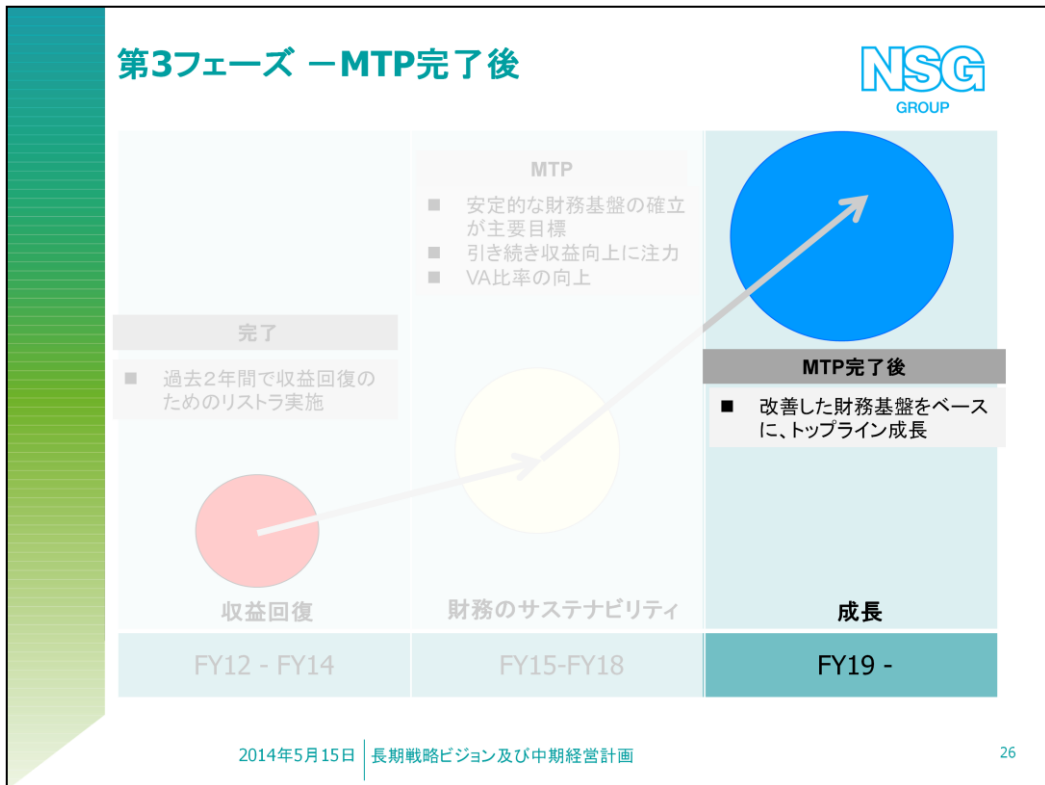 第3フェーズ －MTP完了後
NSG
GROUP
MTP
■ 安定的な財務基盤の確立
が主要目標
■ 引き続き収益向上に注力
■ VA比率の向上
完了
■ 過去２年間で収益回復の
ためのリストラ実施
MTP完了後
■ 改善した財務基盤をベース
に、トップライン成長
収益回復
財務のサステナビリティ
成長
FY12 - FY14
FY15-FY18
FY19 -
2014年5月15日
長期戦略ビジョン及び中期経営計画
26